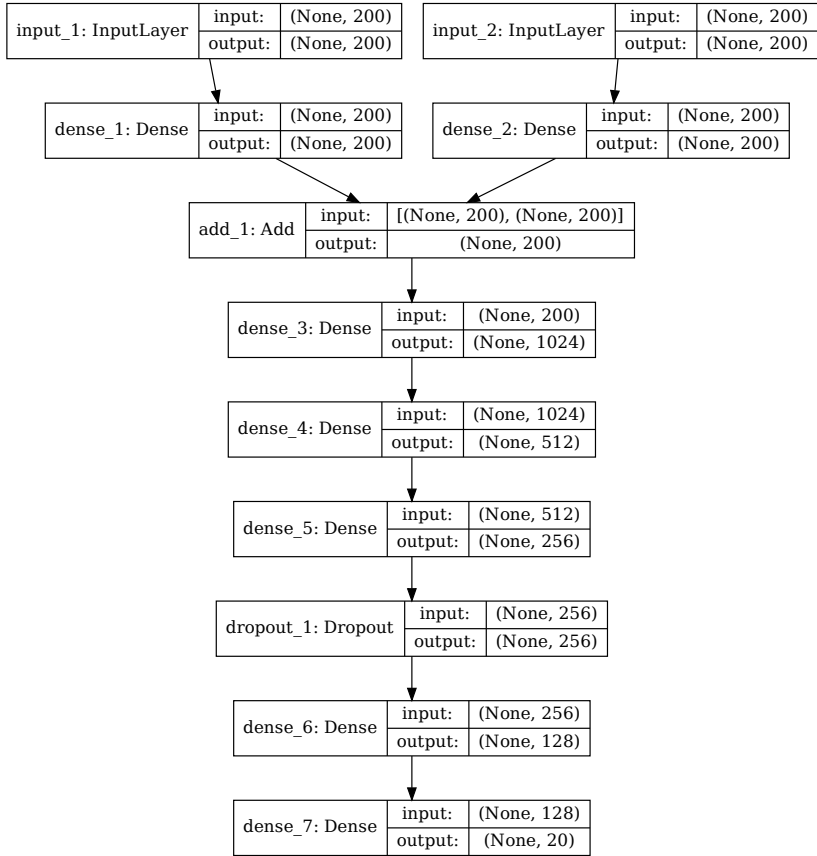 input_1: InputLayer
input: (None, 200)
output: (None, 200)
input_2: InputLayer
input: (None, 200)
output: (None, 200)
dense_1: Dense
input: (None, 200)
output: (None, 200)
dense_2: Dense
input: (None, 200)
output: (None, 200)
add_1: Add
input: [(None, 200), (None, 200)]
output: (None, 200)
dense_3: Dense
input: (None, 200)
output: (None, 1024)
dense_4: Dense
input: (None, 1024)
output: (None, 512)
dense_5: Dense
input: (None, 512)
output: (None, 256)
dropout_1: Dropout
input: (None, 256)
output: (None, 256)
dense_6: Dense
input: (None, 256)
output: (None, 128)
dense_7: Dense
input: (None, 128)
output: (None, 20)